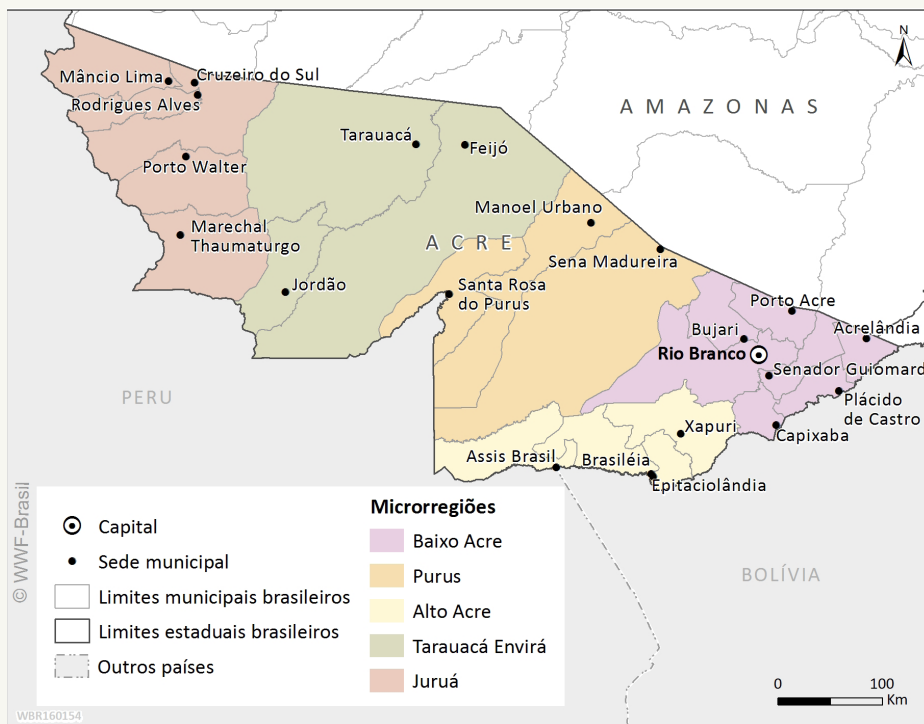 N
Mâncio Lima
Cruzeiro do Sul
Rodrigues Alves
AMAZONAS
Tarauacá
Feijó
Porto Walter
Manoel Urbano
Marechal
Thaumaturgo
ACRE
Sena Madureira
Jordão
Santa Rosa
do Purus
Porto Acre
Bujari
Acrelândia
Rio Branco
Senador Guiomard
PERU
Plácido
de Castro
Xapuri
Capixaba
Assis Brasil
Brasiléia
Epitaciolândia
© WWF-Brasil
Capital
Sede municipal
Limites municipais brasileiros
Limites estaduais brasileiros
Outros países
Microrregiões
Baixo Acre
Purus
Alto Acre
Tarauacá Envirá
Juruá
BOLÍVIA
0 100
Km
WBR160154